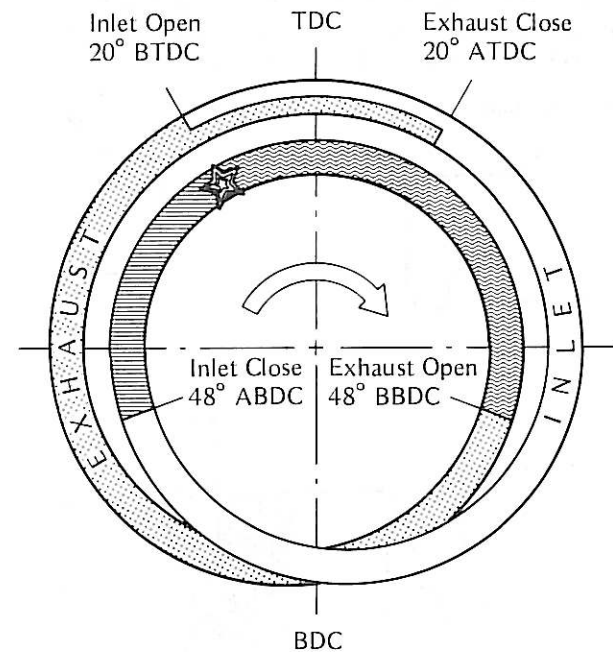 Inlet Open
20° BTDC
TDC
Exhaust Close
20° ATDC
EXHAUST
INLET
Inlet Close
48° ABDC
Exhaust Open
48° BBDC
BDC